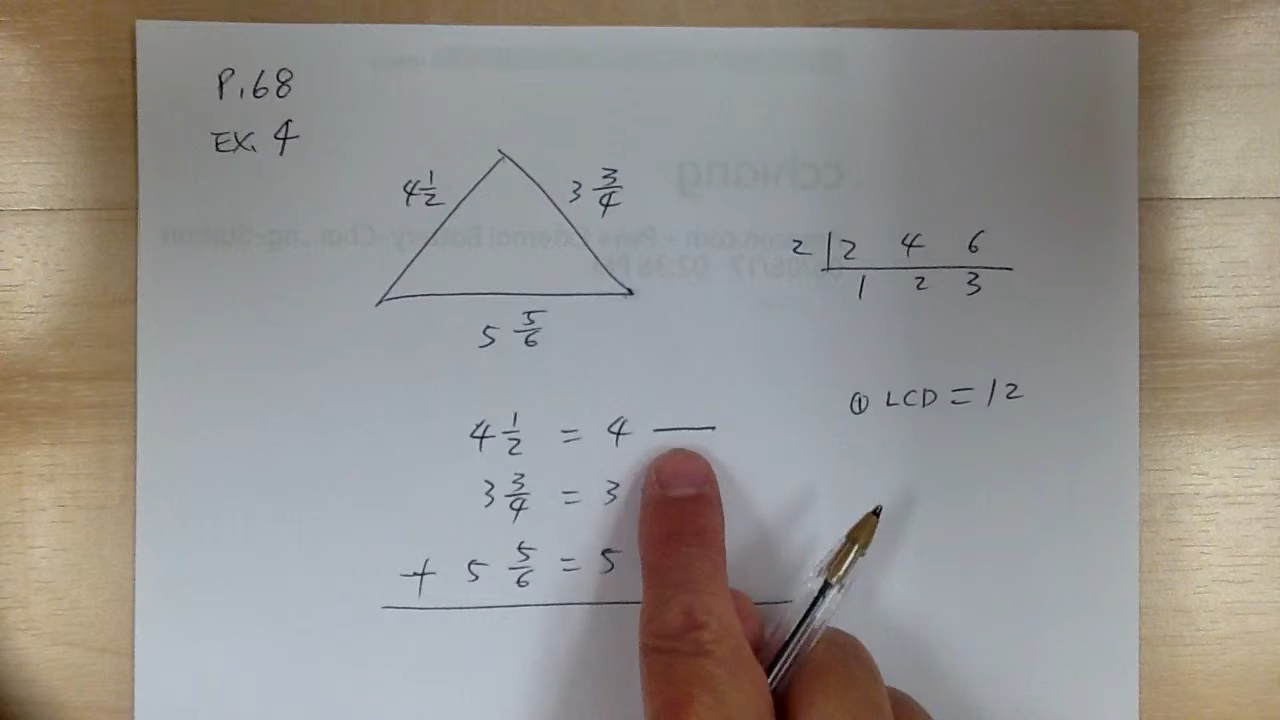 P.68
EX. 4
4 1/2
3 3/4
5 5/6
2 | 2 4 6
1 2 3
① LCD = 12
4 1/2 = 4 —
3 3/4 = 3
+ 5 5/6 = 5